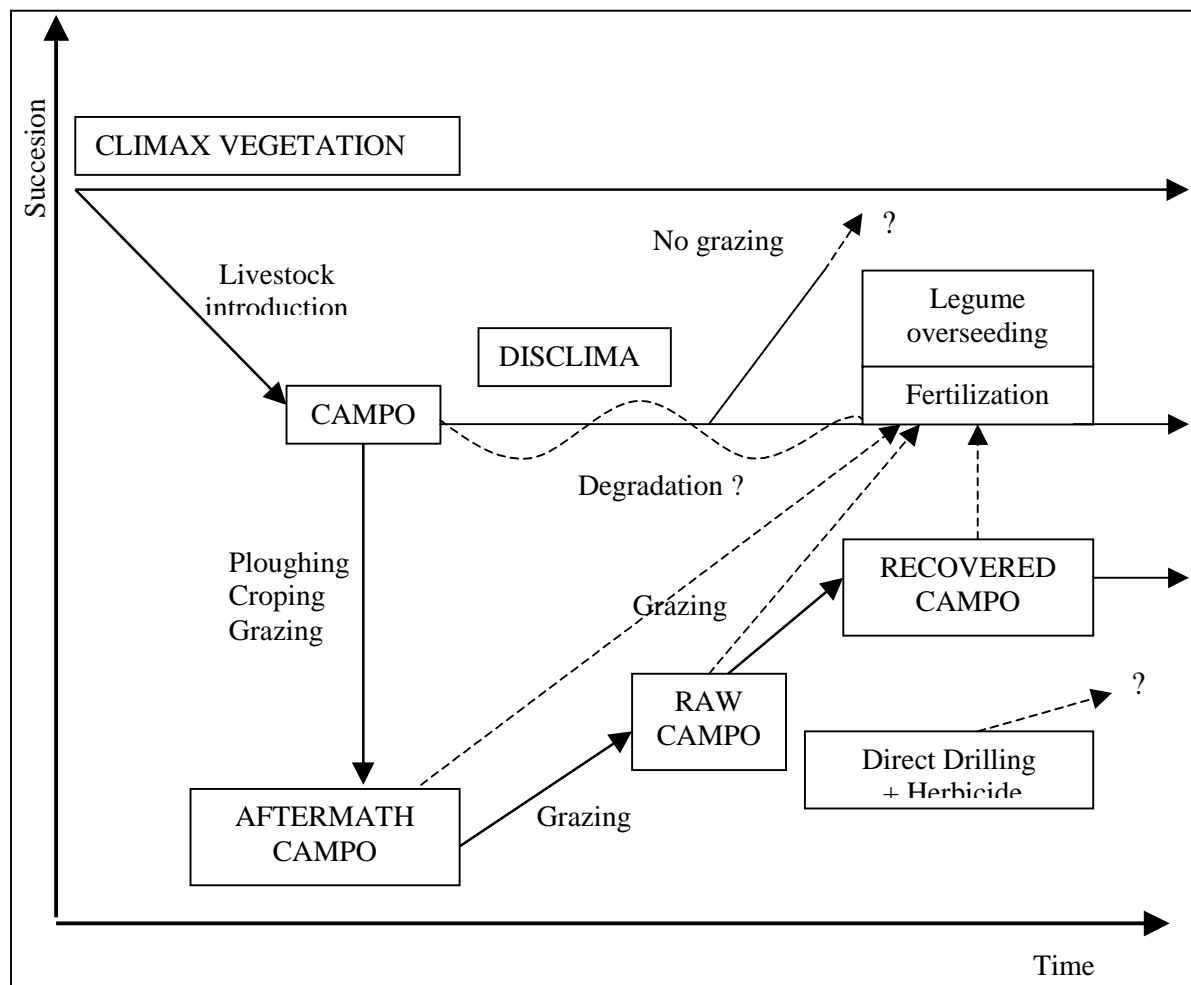 Succesion
CLIMAX VEGETATION
Livestock
introduction
No grazing
?
Legume
overseeding
Fertilization
DISCLIMA
CAMPO
Degradation ?
Ploughing
Croping
Grazing
Grazing
RECOVERED
CAMPO
RAW
CAMPO
?
Direct Drilling
+ Herbicide
AFTERMATH
CAMPO
Grazing
Time